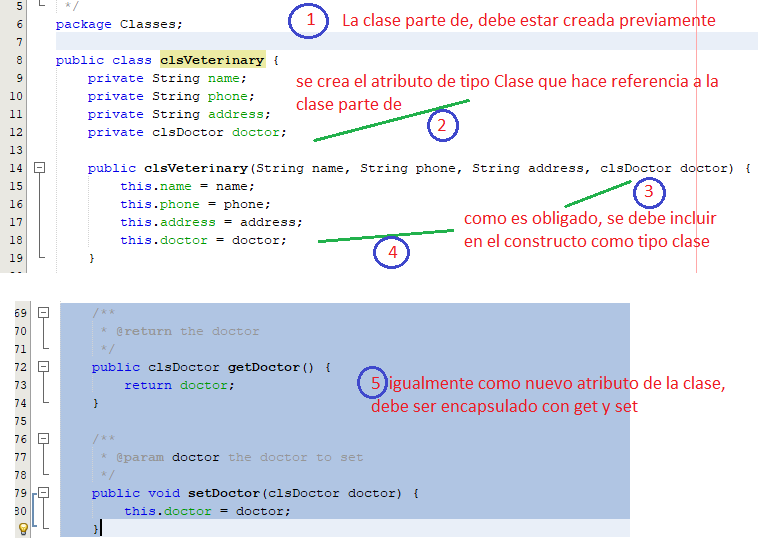 5 */
6 package Classes; 1 La clase parte de, debe estar creada previamente
7
8 public class clsVeterinary {
9 private String name; se crea el atributo de tipo Clase que hace referencia a la
10 private String phone; clase parte de
11 private String address; 2
12 private clsDoctor doctor;
13
14 public clsVeterinary(String name, String phone, String address, clsDoctor doctor) {
15 this.name = name; 3
16 this.phone = phone; como es obligado, se debe incluir
17 this.address = address; en el constructo como tipo clase
18 this.doctor = doctor; 4
19 }
69 /**
70 * @return the doctor
71 */
72 public clsDoctor getDoctor() {
73 return doctor; 5 igualmente como nuevo atributo de la clase,
74 } debe ser encapsulado con get y set
75
76 /**
77 * @param doctor the doctor to set
78 */
79 public void setDoctor(clsDoctor doctor) {
80 this.doctor = doctor;
}